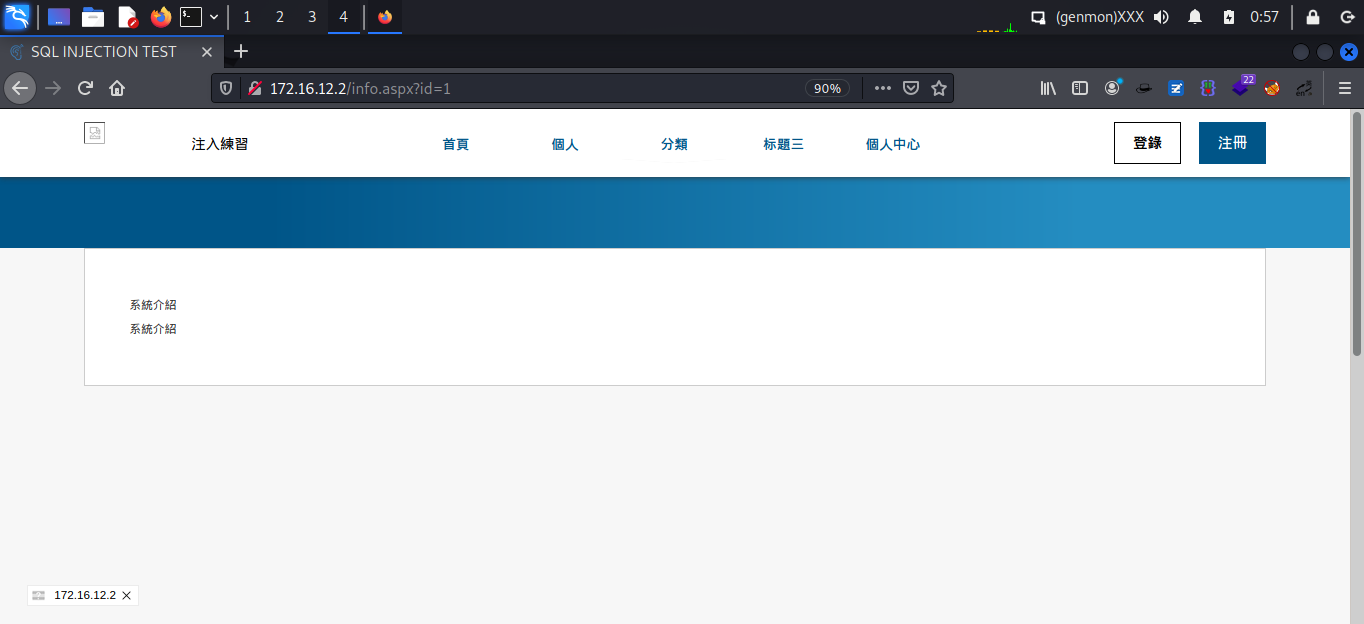 1 2 3 4 (genmon)XXX 0:57
SQL INJECTION TEST
172.16.12.2/info.aspx?id=1 90% 22
注入練習 首頁 個人 分類 标题三 個人中心 登錄 注冊
系統介紹
系統介紹
172.16.12.2